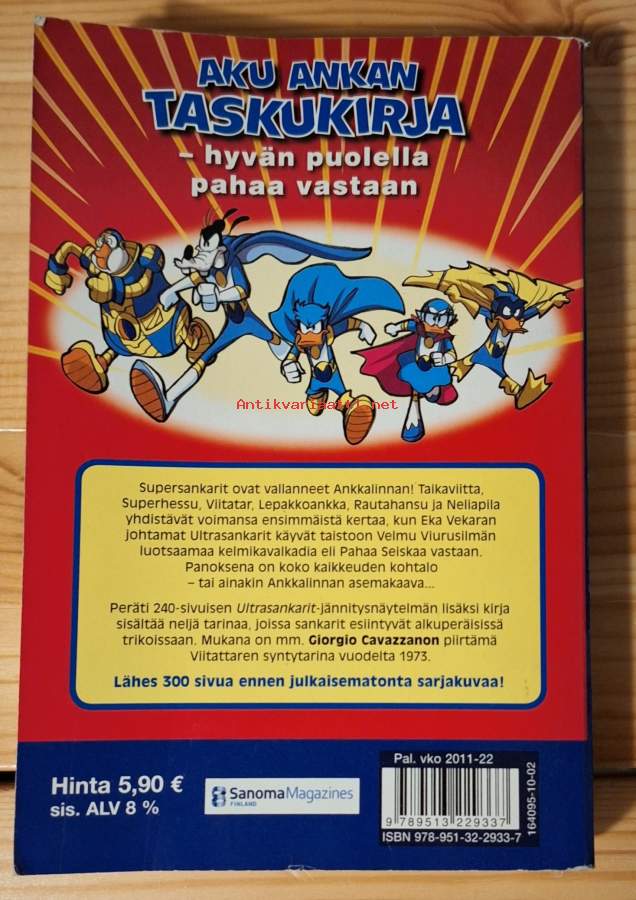 AKU ANKAN
TASKUKIRJA
– hyvän puolella
pahaa vastaan
Antikvariaatti.net
Supersankarit ovat vallanneet Ankkalinnan! Taikaviitta,
Superhessu, Viitatar, Lepakkoankka, Rautahansu ja Neliapila
yhdistävät voimansa ensimmäistä kertaa, kun Eka Vekaran
johtamat Ultrasankarit käyvät taistoon Velmu Viurusilmän
luotsaamaa kelmikavalkadia eli Pahaa Seiskaa vastaan.
Panoksena on koko kaikkeuden kohtalo
– tai ainakin Ankkalinnan asemakaava...
Peräti 240-sivuisen Ultrasankarit-jännitysnäytelmän lisäksi kirja
sisältää neljä tarinaa, joissa sankarit esiintyvät alkuperäisissä
trikoissaan. Mukana on mm. Giorgio Cavazzanon piirtämä
Viitattaren syntytarina vuodelta 1973.
Lähes 300 sivua ennen julkaisematonta sarjakuvaa!
Hinta 5,90 €
sis. ALV 8 %
SanomaMagazines
FINLAND
Pal. vko 2011-22
9 789513 229337
ISBN 978-951-32-2933-7
164095-10-02